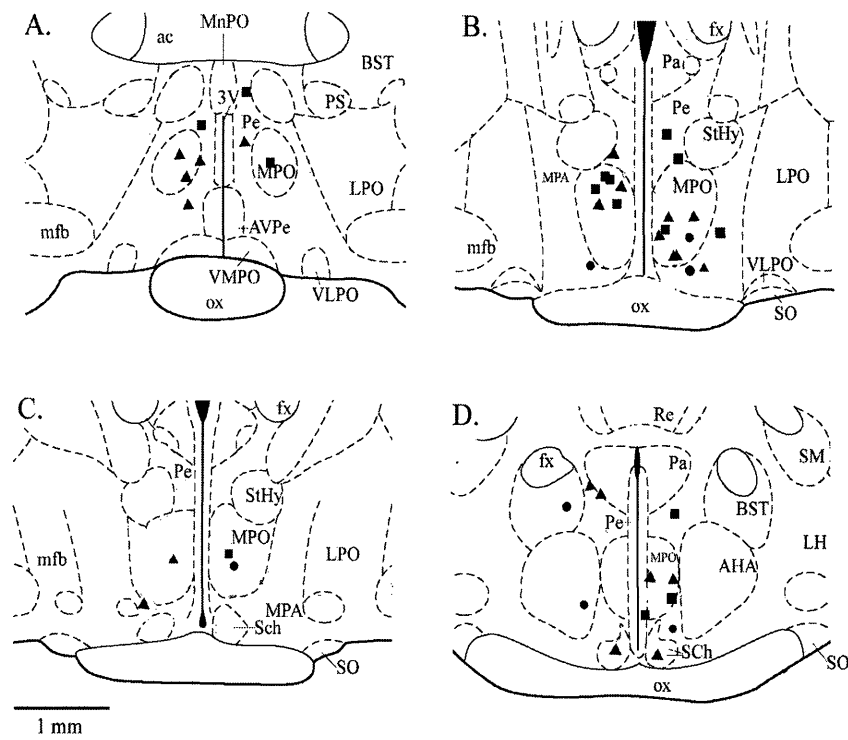 A.
MnPO
ac
BST
PS
3V
Pe
MPO
LPO
mfb
AVPe
VMPO
VLPO
ox
B.
fx
Pa
Pe
StHy
MPA
MPO
LPO
mfb
VLPO
ox
SO
C.
fx
Pe
StHy
MPO
mfb
LPO
MPA
Sch
SO
D.
Re
fx
Pa
SM
BST
Pe
LH
MPO
AHA
SCh
SO
ox
1 mm